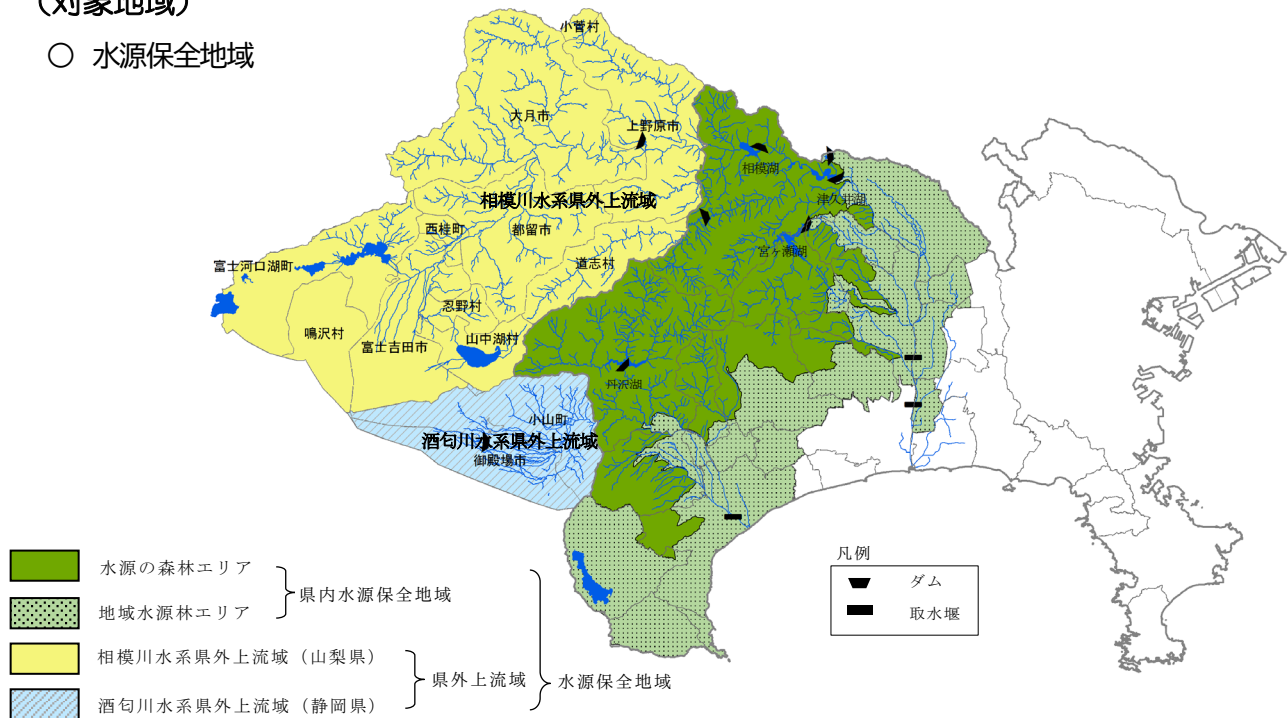 （対象地域）
○ 水源保全地域
小菅村
大月市
上野原市
相模湖
津久井湖
相模川水系県外上流域
西桂町
都留市
宮ヶ瀬湖
富士河口湖町
道志村
忍野村
鳴沢村
富士吉田市
山中湖村
丹沢湖
小山町
酒匂川水系県外上流域
御殿場市
水源の森林エリア
地域水源林エリア
県内水源保全地域
相模川水系県外上流域（山梨県）
酒匂川水系県外上流域（静岡県）
県外上流域
水源保全地域
凡例
ダム
取水堰